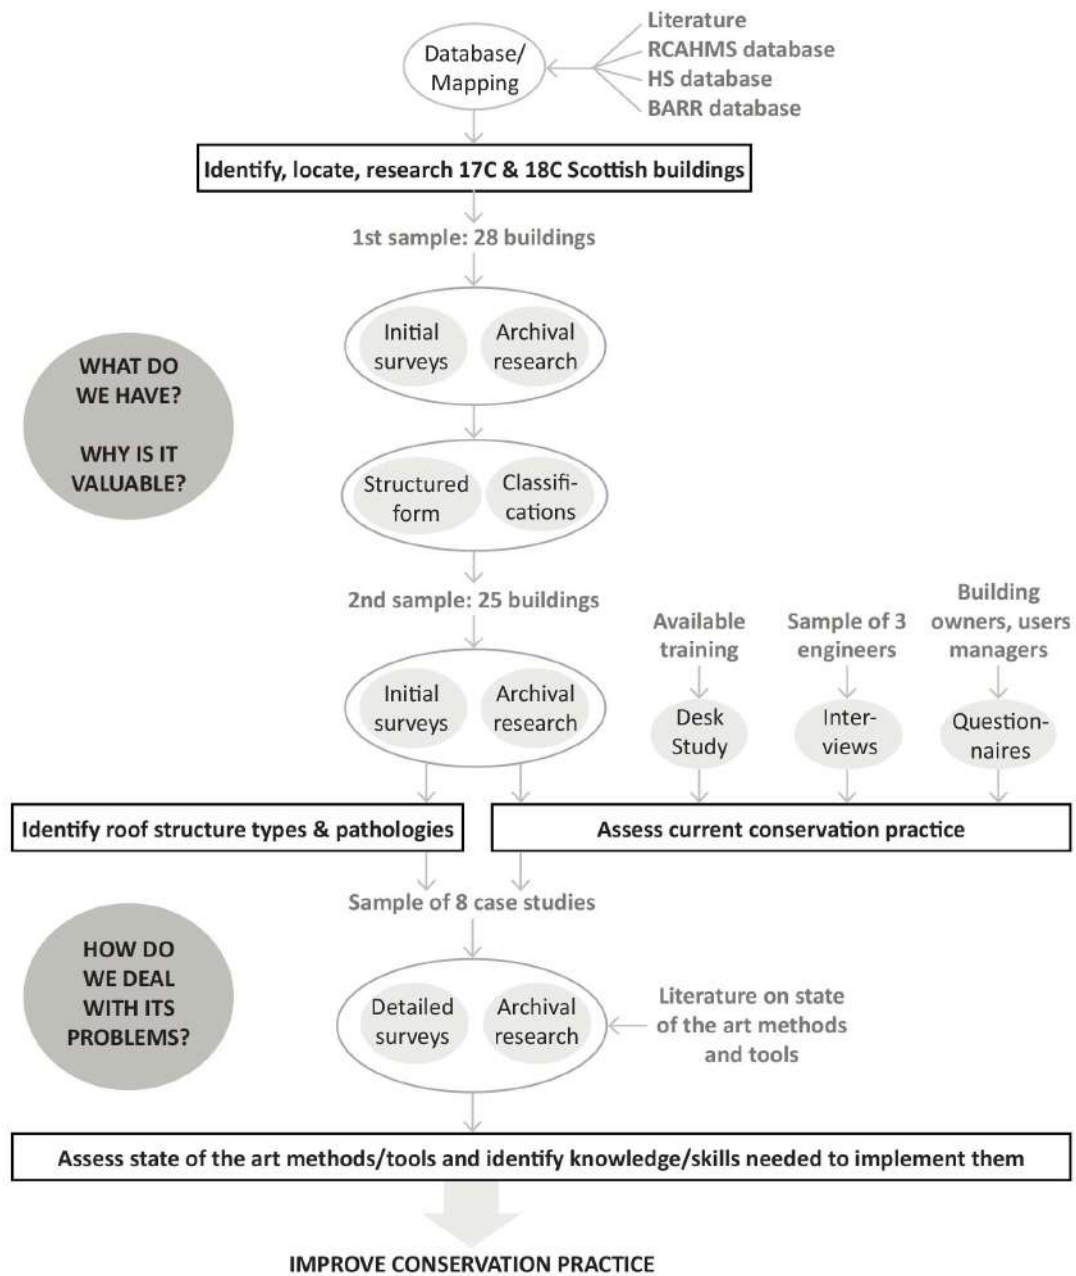 Literature
RCAHMS database
HS database
BARR database
Database/
Mapping
Identify, locate, research 17C & 18C Scottish buildings
1st sample: 28 buildings
Initial
surveys
Archival
research
WHAT DO
WE HAVE?
WHY IS IT
VALUABLE?
Structured
form
Classifi-
cations
2nd sample: 25 buildings
Initial
surveys
Archival
research
Available
training
Desk
Study
Sample of 3
engineers
Inter-
views
Building
owners, users
managers
Question-
naires
Identify roof structure types & pathologies
Assess current conservation practice
Sample of 8 case studies
HOW DO
WE DEAL
WITH ITS
PROBLEMS?
Detailed
surveys
Archival
research
Literature on state
of the art methods
and tools
Assess state of the art methods/tools and identify knowledge/skills needed to implement them
IMPROVE CONSERVATION PRACTICE